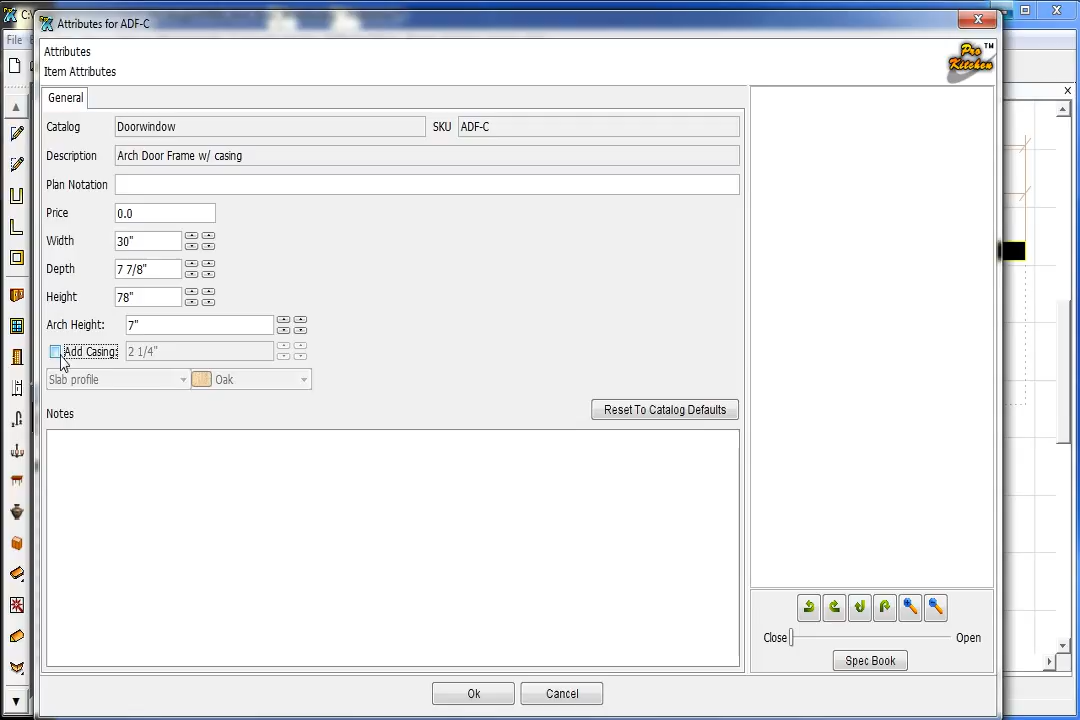 C:\
Attributes for ADF-C
File
Attributes
Item Attributes
Pro Kitchen TM
General
Catalog Doorwindow SKU ADF-C
Description Arch Door Frame w/ casing
Plan Notation
Price 0.0
Width 30"
Depth 7 7/8"
Height 78"
Arch Height: 7"
Add Casing: 2 1/4"
Slab profile Oak
Notes Reset To Catalog Defaults
Close Open
Spec Book
Ok Cancel